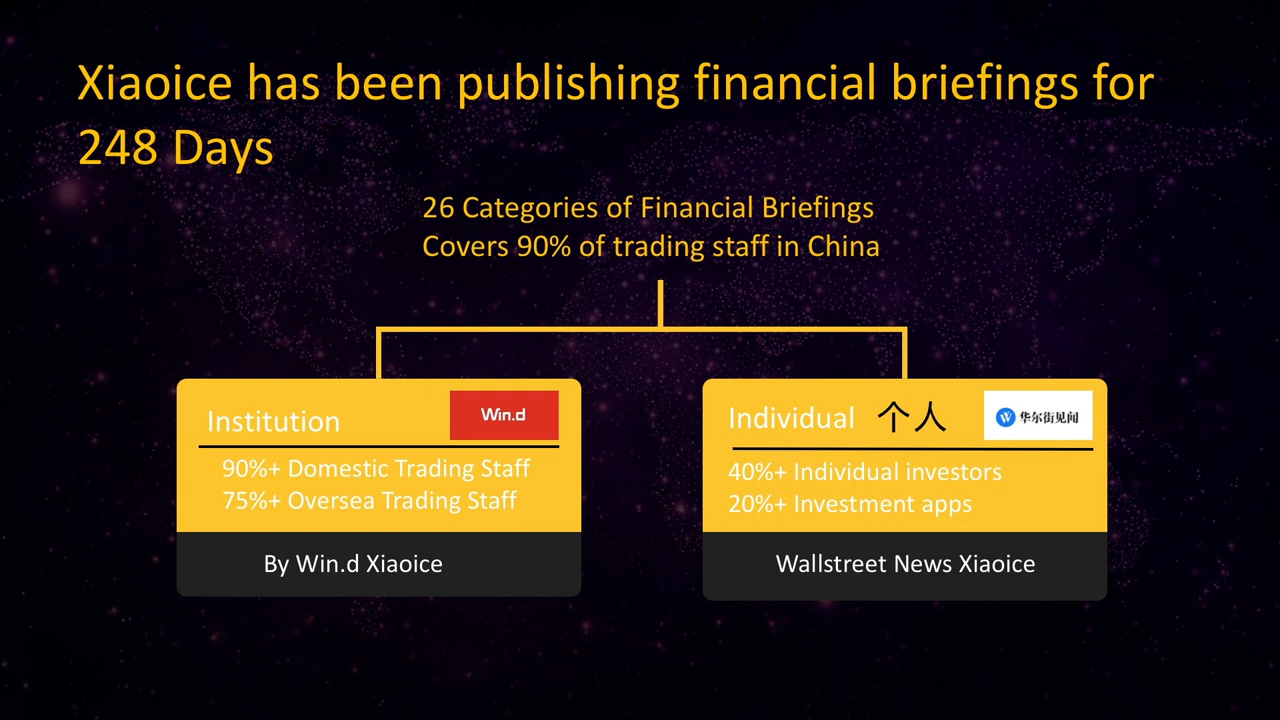 Xiaoice has been publishing financial briefings for
248 Days
26 Categories of Financial Briefings
Covers 90% of trading staff in China
Institution
Win.d
90%+ Domestic Trading Staff
75%+ Oversea Trading Staff
By Win.d Xiaoice
Individual 个人
W 华尔街见闻
40%+ Individual investors
20%+ Investment apps
Wallstreet News Xiaoice